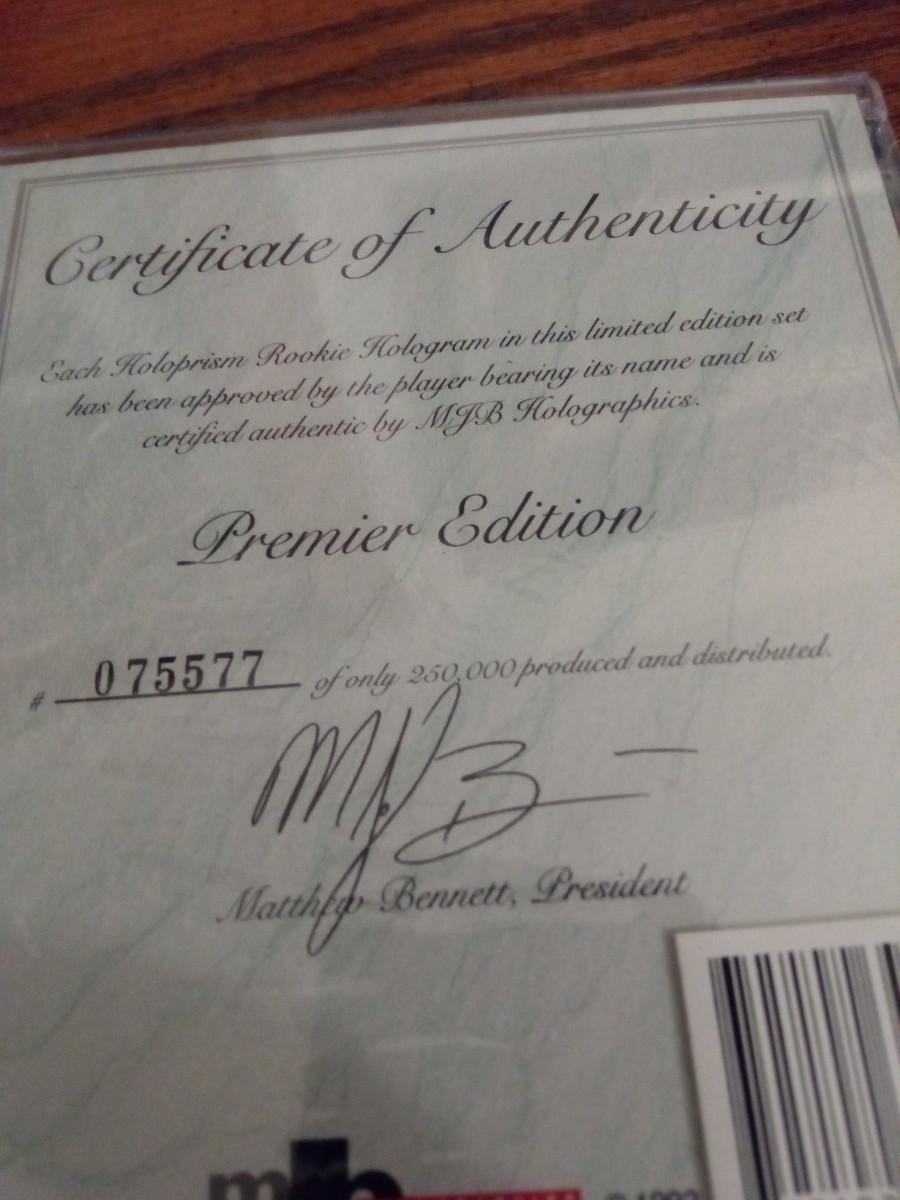 Certificate of Authenticity
Each Holoprism Rookie Hologram in this limited edition set
has been approved by the player bearing its name and is
certified authentic by MJB Holographics.
Premier Edition
# 075577 of only 250,000 produced and distributed.
Matthew Bennett, President
mjb